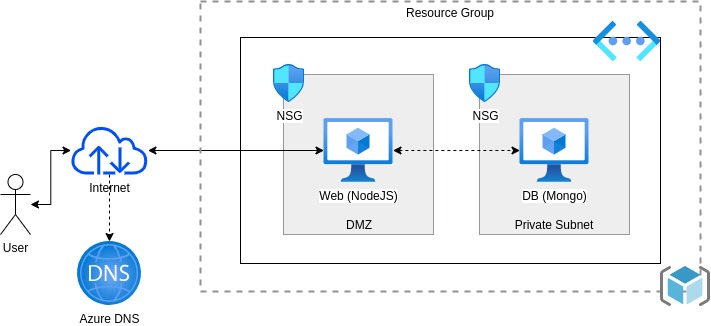 Resource Group
NSG
NSG
Web (NodeJS)
DB (Mongo)
DMZ
Private Subnet
Internet
User
DNS
Azure DNS